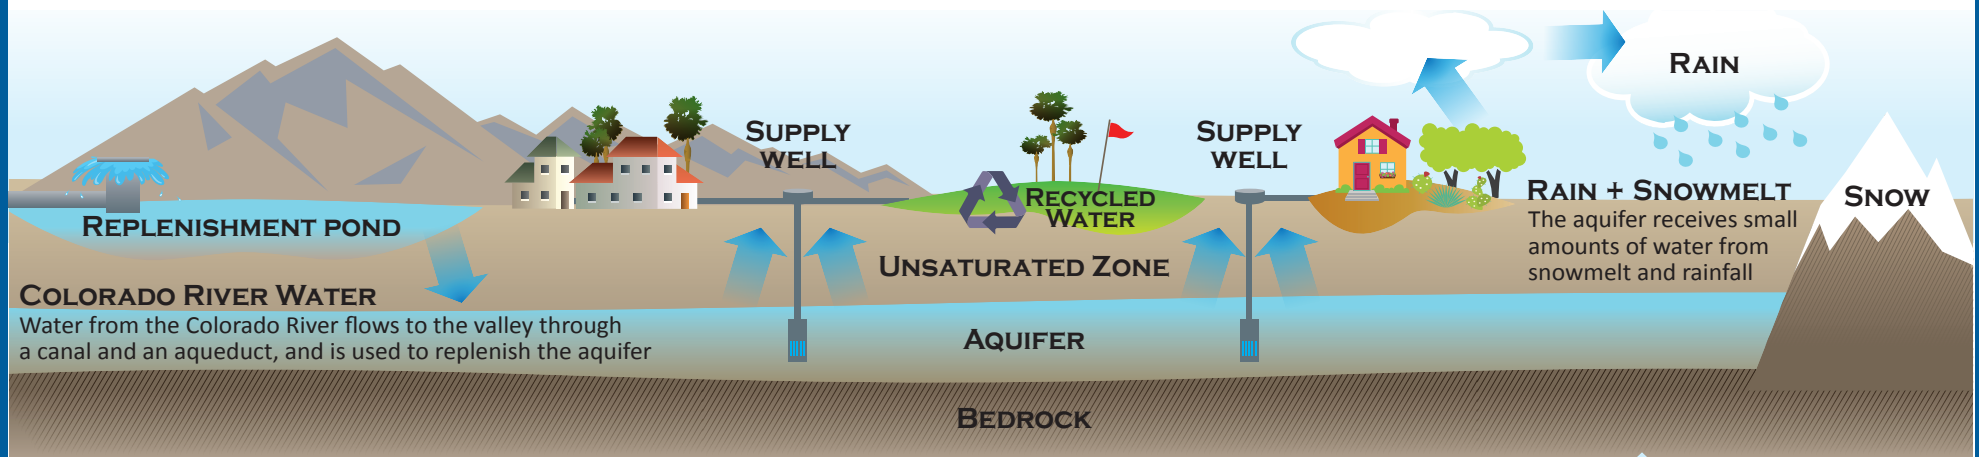 RAIN
SUPPLY
WELL
SUPPLY
WELL
RECYCLED
WATER
RAIN + SNOWMELT
The aquifer receives small
amounts of water from
snowmelt and rainfall
SNOW
REPLENISHMENT POND
UNSATURATED ZONE
COLORADO RIVER WATER
Water from the Colorado River flows to the valley through
a canal and an aqueduct, and is used to replenish the aquifer
AQUIFER
BEDROCK